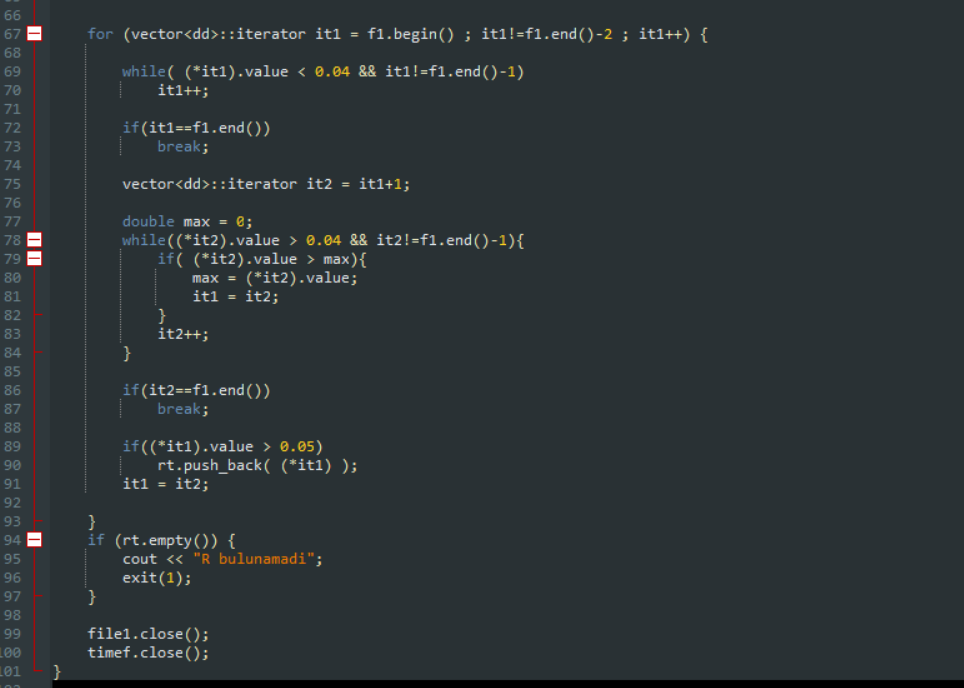 66
67 for (vector<dd>::iterator it1 = f1.begin() ; it1!=f1.end()-2 ; it1++) {
68
69 while( (*it1).value < 0.04 && it1!=f1.end()-1)
70 it1++;
71
72 if(it1==f1.end())
73 break;
74
75 vector<dd>::iterator it2 = it1+1;
76
77 double max = 0;
78 while((*it2).value > 0.04 && it2!=f1.end()-1){
79 if( (*it2).value > max){
80 max = (*it2).value;
81 it1 = it2;
82 }
83 it2++;
84 }
85
86 if(it2==f1.end())
87 break;
88
89 if((*it1).value > 0.05)
90 rt.push_back( (*it1) );
91 it1 = it2;
92
93 }
94 if (rt.empty()) {
95 cout << "R bulunamadi";
96 exit(1);
97 }
98
99 file1.close();
100 timef.close();
101 }